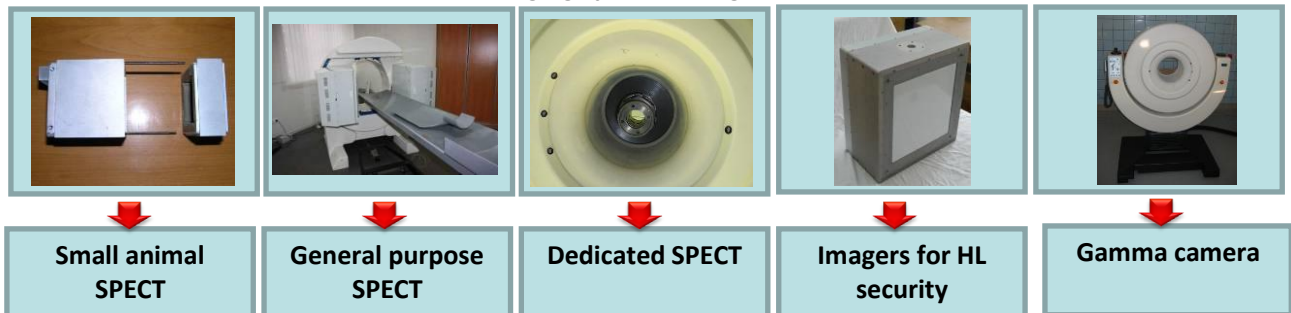 Small animal
SPECT
General purpose
SPECT
Dedicated SPECT
Imagers for HL
security
Gamma camera